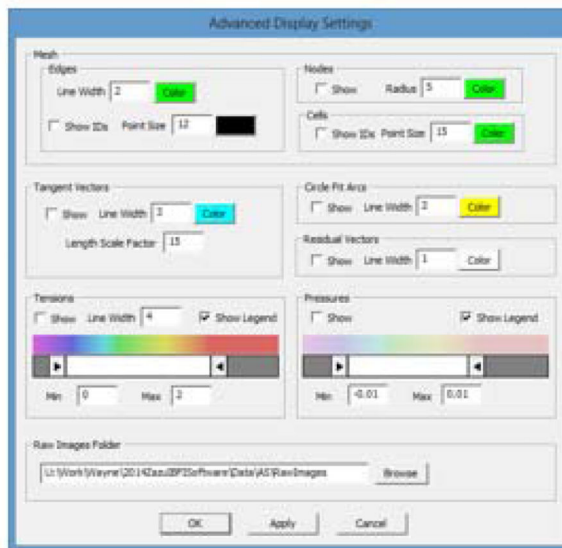 Advanced Display Settings
Mesh
Edges
Line Width 2 Color
Show IDs Point Size 12
Nodes
Show Radius 5 Color
Cells
Show IDs Point Size 15 Color
Tangent Vectors
Show Line Width Color
Length Scale Factor 15
Circle Fit Arcs
Show Line Width 2 Color
Residual Vectors
Show Line Width 1 Color
Tensions
Show Line Width 4 Show Legend
Min 0 Max 2
Pressures
Show Show Legend
Min -0.01 Max 0.01
Raw Images Folder
Browse
OK Apply Cancel